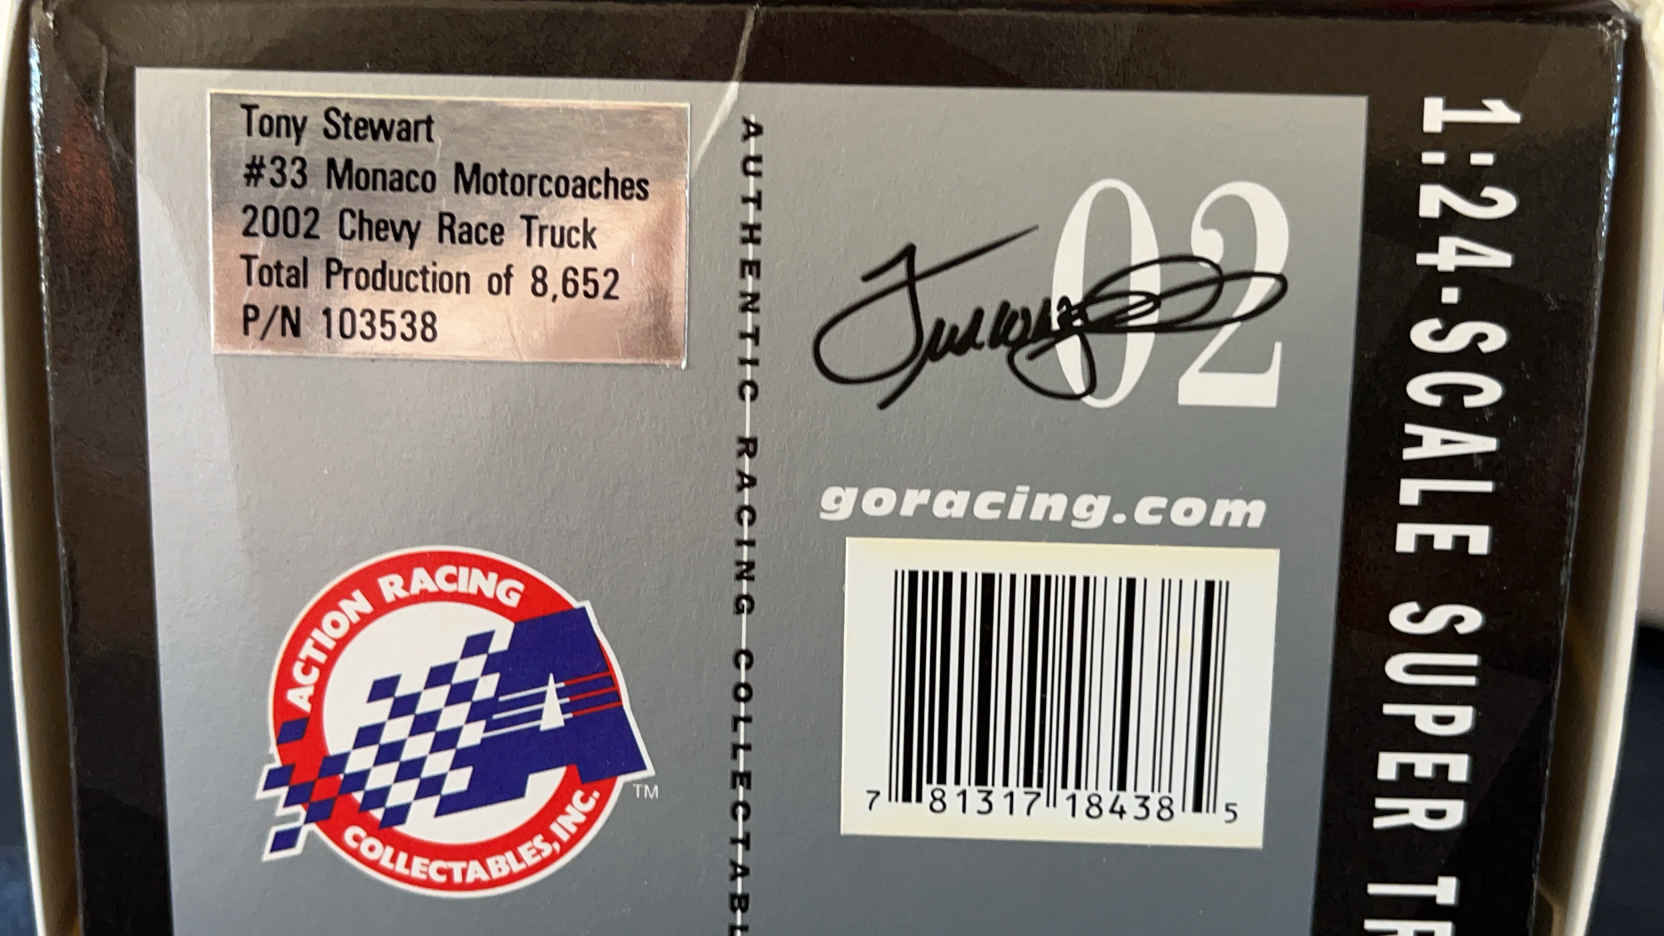 Tony Stewart
#33 Monaco Motorcoaches
2002 Chevy Race Truck
Total Production of 8,652
P/N 103538
AUTHENTIC RACING COLLECTABL
02
goracing.com
7 81317 18438 5
ACTION RACING
COLLECTABLES, INC.
TM
1:24-SCALE SUPER TR